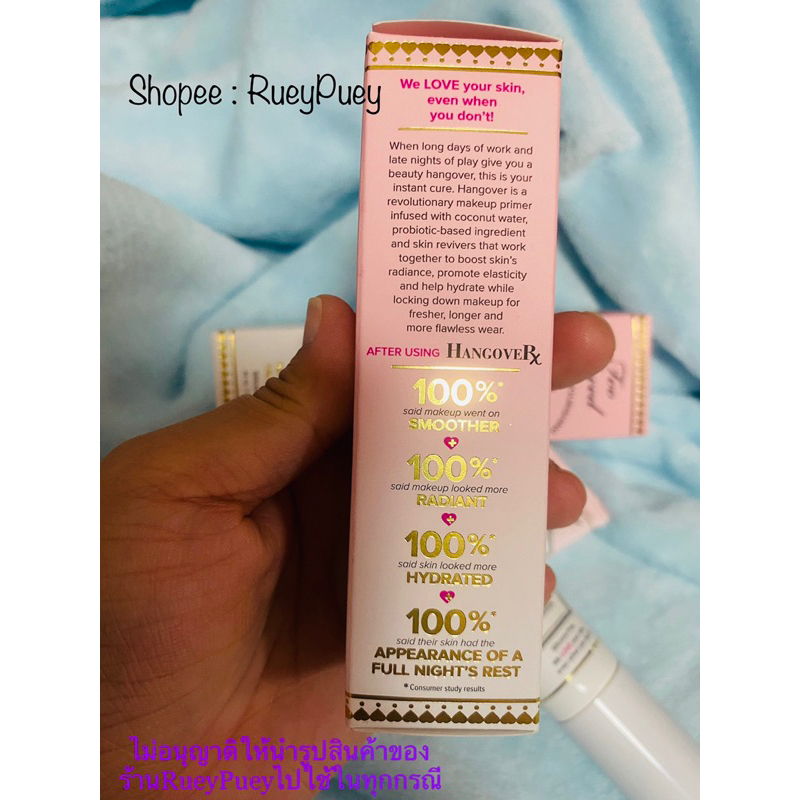 Shopee : RueyPuey
We LOVE your skin,
even when
you don't!
When long days of work and
late nights of play give you a
beauty hangover, this is your
instant cure. Hangover is a
revolutionary makeup primer
infused with coconut water,
probiotic-based ingredient
and skin revivers that work
together to boost skin's
radiance, promote elasticity
and help hydrate while
locking down makeup for
fresher, longer and
more flawless wear.
AFTER USING HANGOVERx
100%*
said makeup went on
SMOOTHER
+
100%*
said makeup looked more
RADIANT
+
100%*
said skin looked more
HYDRATED
+
100%*
said their skin had the
APPEARANCE OF A
FULL NIGHT'S REST
* Consumer study results
ไม่อนุญาติให้นำรูปสินค้าของ
ร้านRueyPueyไปใช้ในทุกกรณี